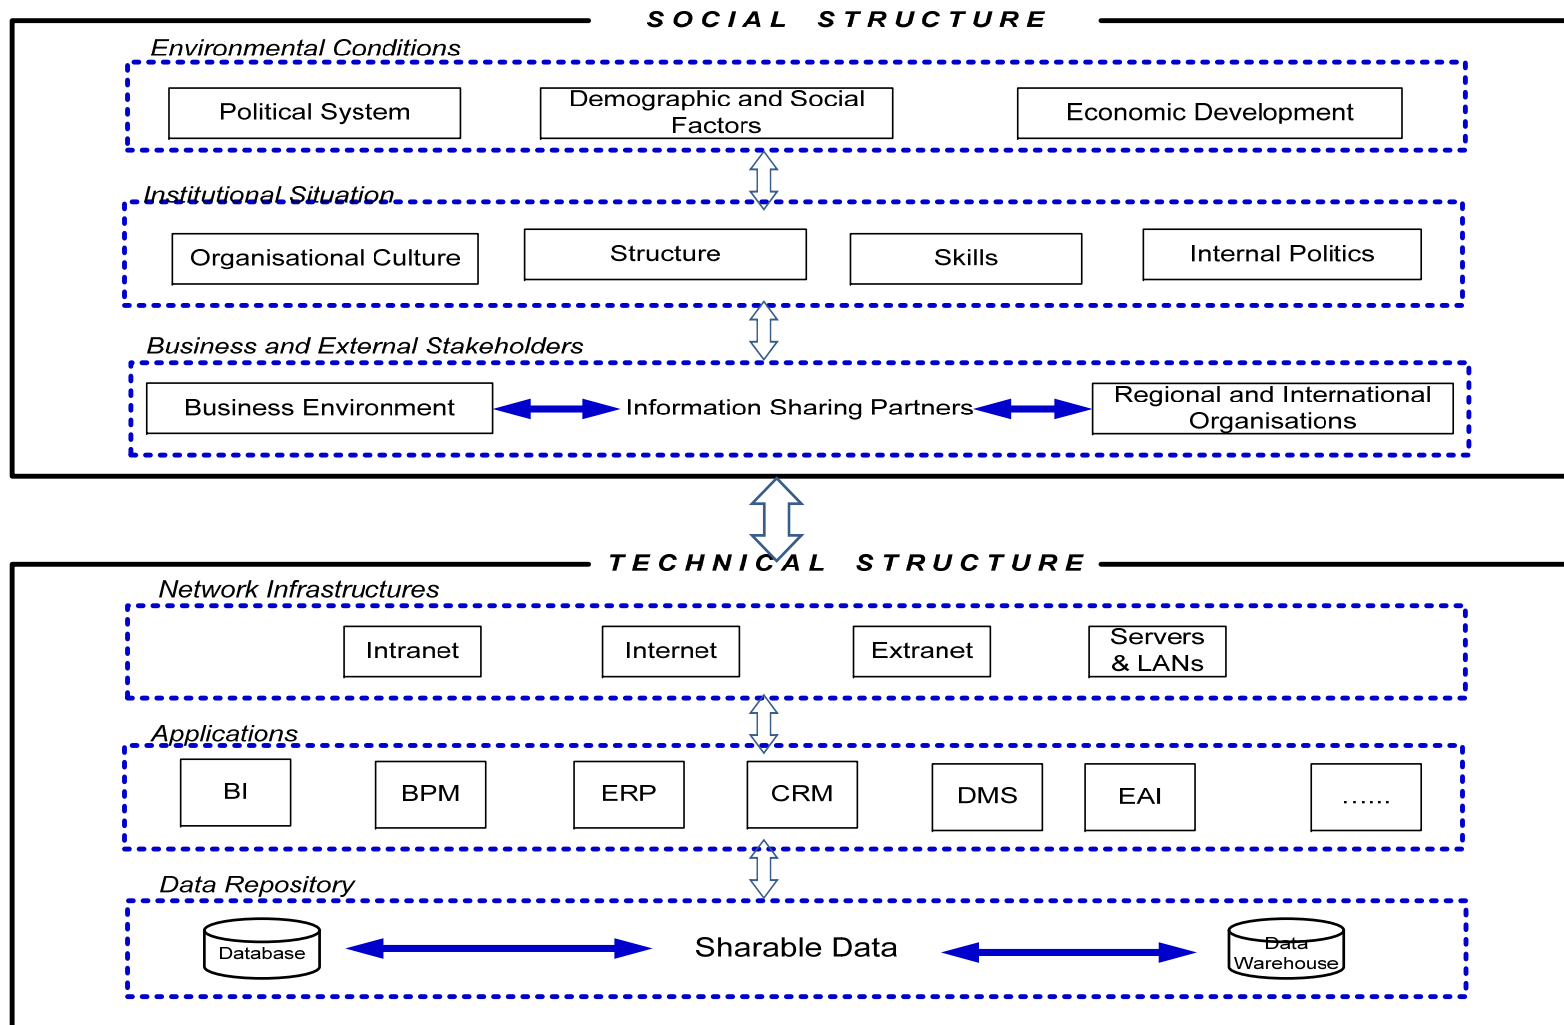 SOCIAL STRUCTURE
Environmental Conditions
Political System
Demographic and Social
Factors
Economic Development
Institutional Situation
Organisational Culture
Structure
Skills
Internal Politics
Business and External Stakeholders
Business Environment
Information Sharing Partners
Regional and International
Organisations
TECHNICAL STRUCTURE
Network Infrastructures
Intranet
Internet
Extranet
Servers
& LANs
Applications
BI
BPM
ERP
CRM
DMS
EAI
......
Data Repository
Database
Sharable Data
Data
Warehouse